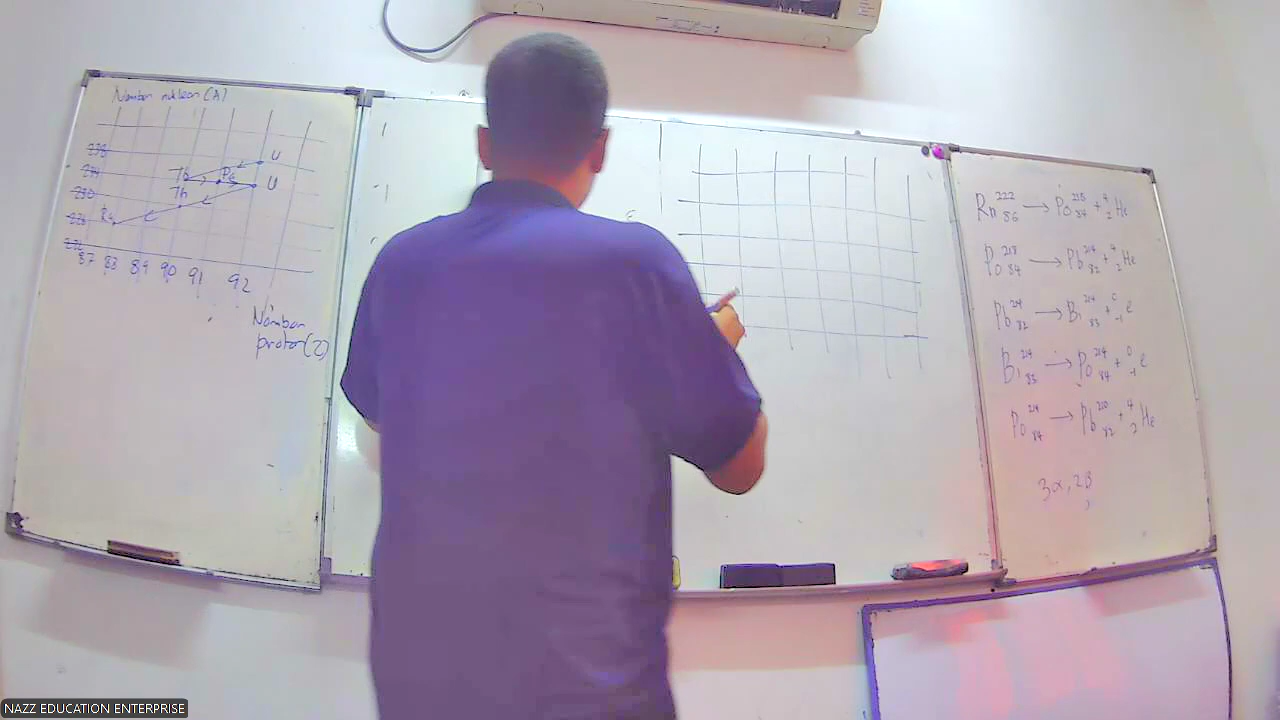 Nombor nukleon (A)
238 U
234 Th Pa U
230 Th
226 Ra
222
87 88 89 90 91 92
Nombor
proton (Z)
Rn 222 86 → Po 218 84 + 4 2 He
Po 218 84 → Pb 214 82 + 4 2 He
Pb 214 82 → Bi 214 83 + 0 -1 e
Bi 214 83 → Po 214 84 + 0 -1 e
Po 214 84 → Pb 210 82 + 4 2 He
3α, 2β
NAZZ EDUCATION ENTERPRISE